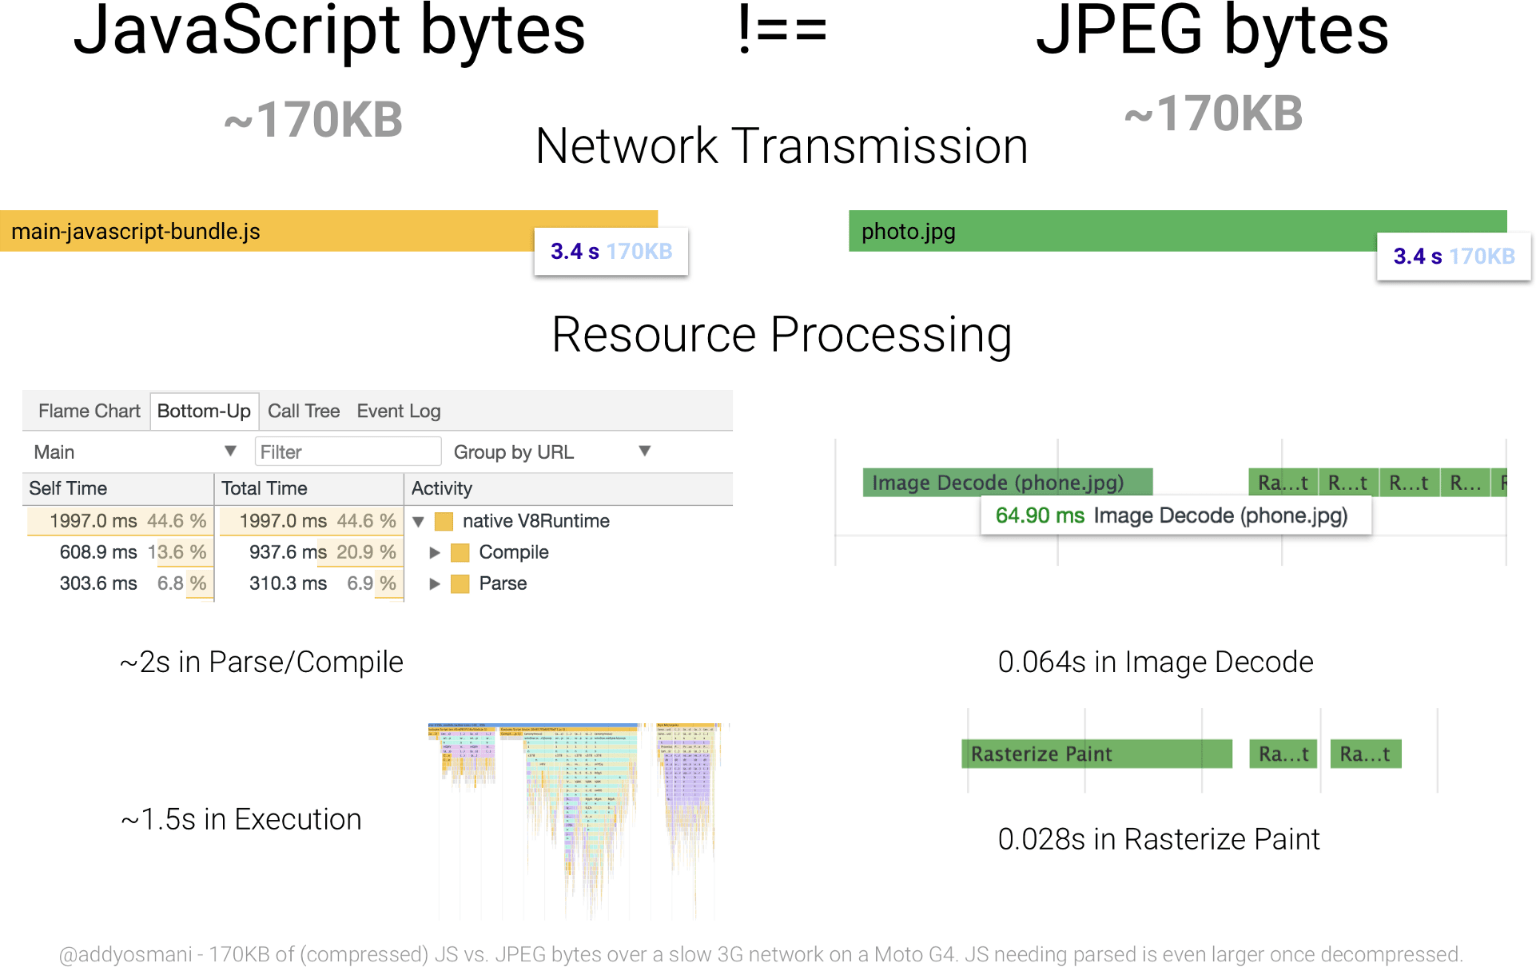 JavaScript bytes !== JPEG bytes
~170KB ~170KB
Network Transmission
main-javascript-bundle.js
3.4 s 170KB
photo.jpg
3.4 s 170KB
Resource Processing
Flame Chart Bottom-Up Call Tree Event Log
Main ▼ Filter Group by URL ▼
Self Time Total Time Activity
1997.0 ms 44.6 % 1997.0 ms 44.6 % ▼ native V8Runtime
608.9 ms 13.6 % 937.6 ms 20.9 % ▶ Compile
303.6 ms 6.8 % 310.3 ms 6.9 % ▶ Parse
Image Decode (phone.jpg) Ra...t R...t R...t R... R
64.90 ms Image Decode (phone.jpg)
~2s in Parse/Compile
0.064s in Image Decode
~1.5s in Execution
Rasterize Paint Ra...t Ra...t
0.028s in Rasterize Paint
@addyosmani - 170KB of (compressed) JS vs. JPEG bytes over a slow 3G network on a Moto G4. JS needing parsed is even larger once decompressed.